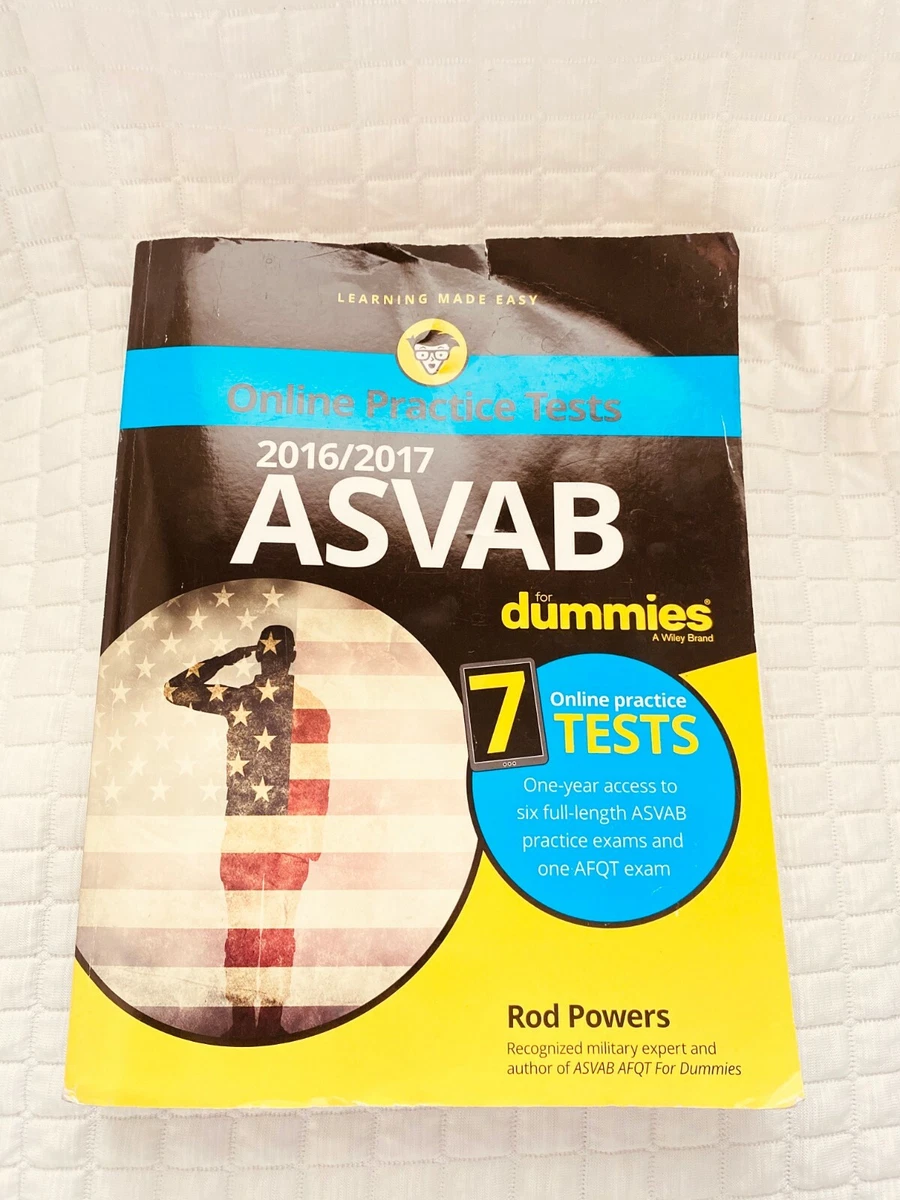 LEARNING MADE EASY
Online Practice Tests
2016/2017
ASVAB
for
dummies®
A Wiley Brand
7
Online practice
TESTS
One-year access to
six full-length ASVAB
practice exams and
one AFQT exam
Rod Powers
Recognized military expert and
author of ASVAB AFQT For Dummies